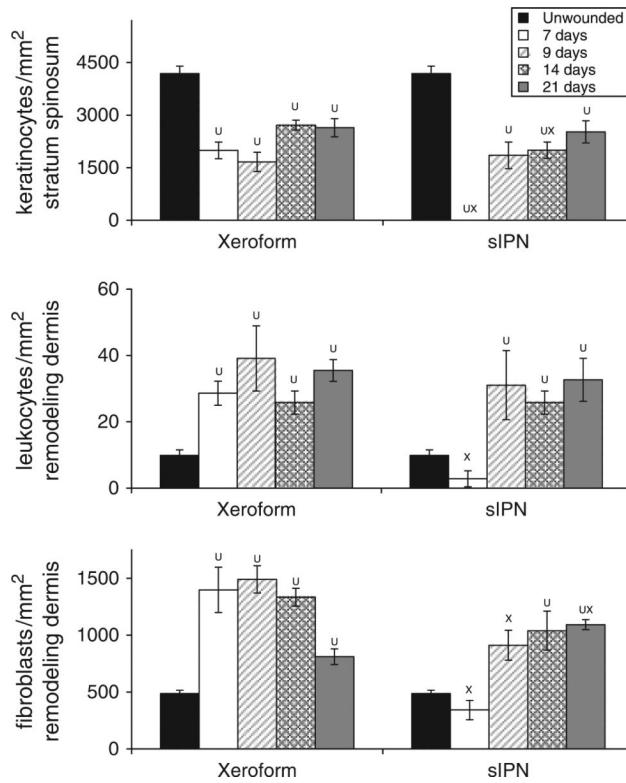 Unwounded
7 days
9 days
14 days
21 days
keratinocytes/mm²
stratum spinosum
4500
3000
1500
0
U
U
U
U
UX
U
UX
U
Xeroform
sIPN
leukocytes/mm²
remodeling dermis
60
40
20
0
U
U
U
U
X
U
U
U
Xeroform
sIPN
fibroblasts/mm²
remodeling dermis
1500
1000
500
0
U
U
U
U
X
X
U
UX
Xeroform
sIPN